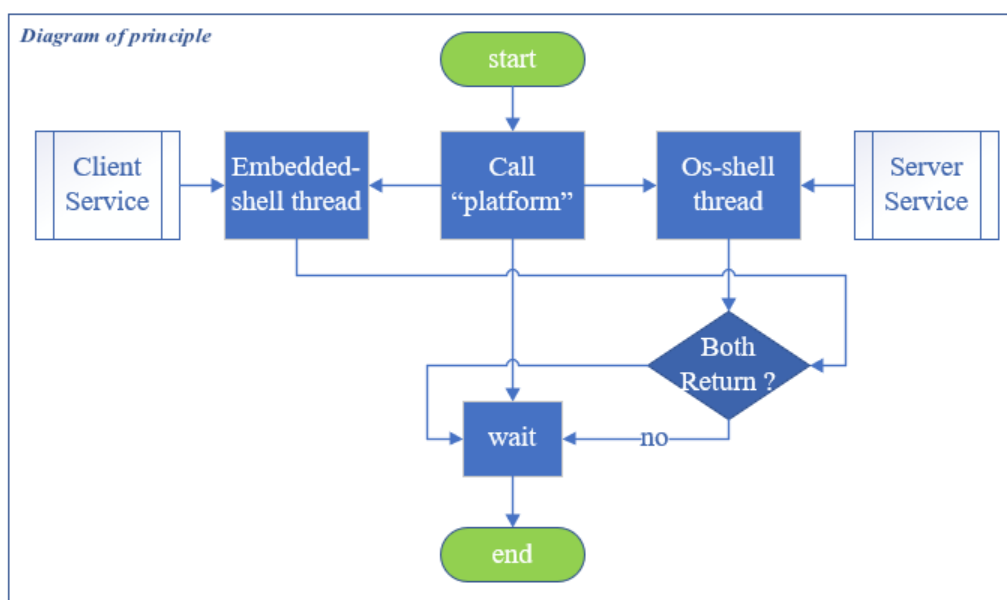 Diagram of principle
start
Client
Service
Embedded-
shell thread
Call
“platform”
Os-shell
thread
Server
Service
Both
Return ?
wait
no
end